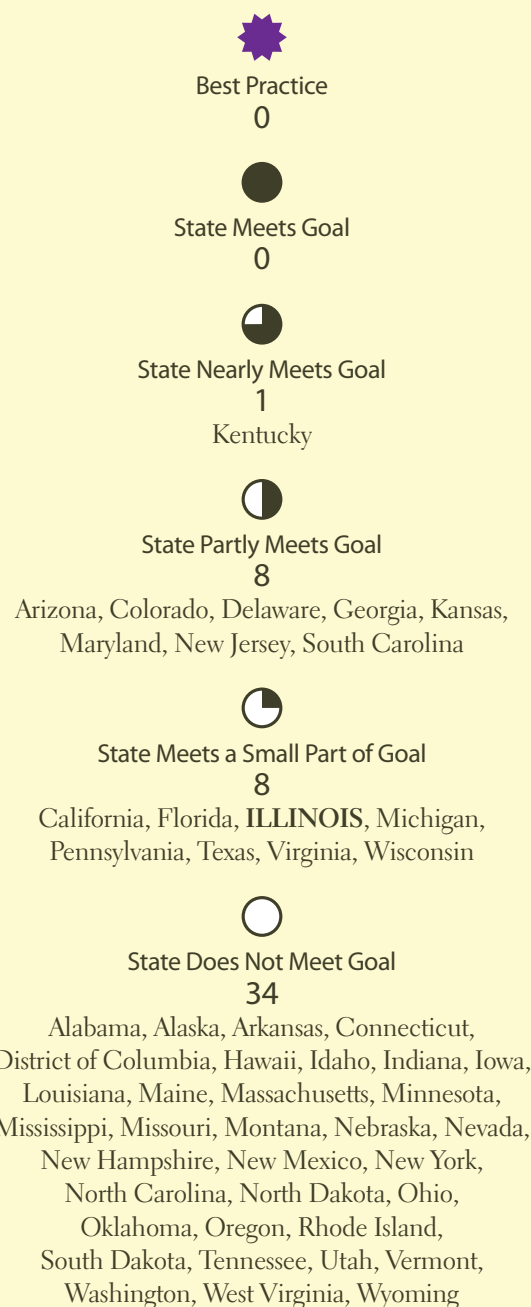 Best Practice
0
State Meets Goal
0
State Nearly Meets Goal
1
Kentucky
State Partly Meets Goal
8
Arizona, Colorado, Delaware, Georgia, Kansas,
Maryland, New Jersey, South Carolina
State Meets a Small Part of Goal
8
California, Florida, ILLINOIS, Michigan,
Pennsylvania, Texas, Virginia, Wisconsin
State Does Not Meet Goal
34
Alabama, Alaska, Arkansas, Connecticut,
District of Columbia, Hawaii, Idaho, Indiana, Iowa,
Louisiana, Maine, Massachusetts, Minnesota,
Mississippi, Missouri, Montana, Nebraska, Nevada,
New Hampshire, New Mexico, New York,
North Carolina, North Dakota, Ohio,
Oklahoma, Oregon, Rhode Island,
South Dakota, Tennessee, Utah, Vermont,
Washington, West Virginia, Wyoming